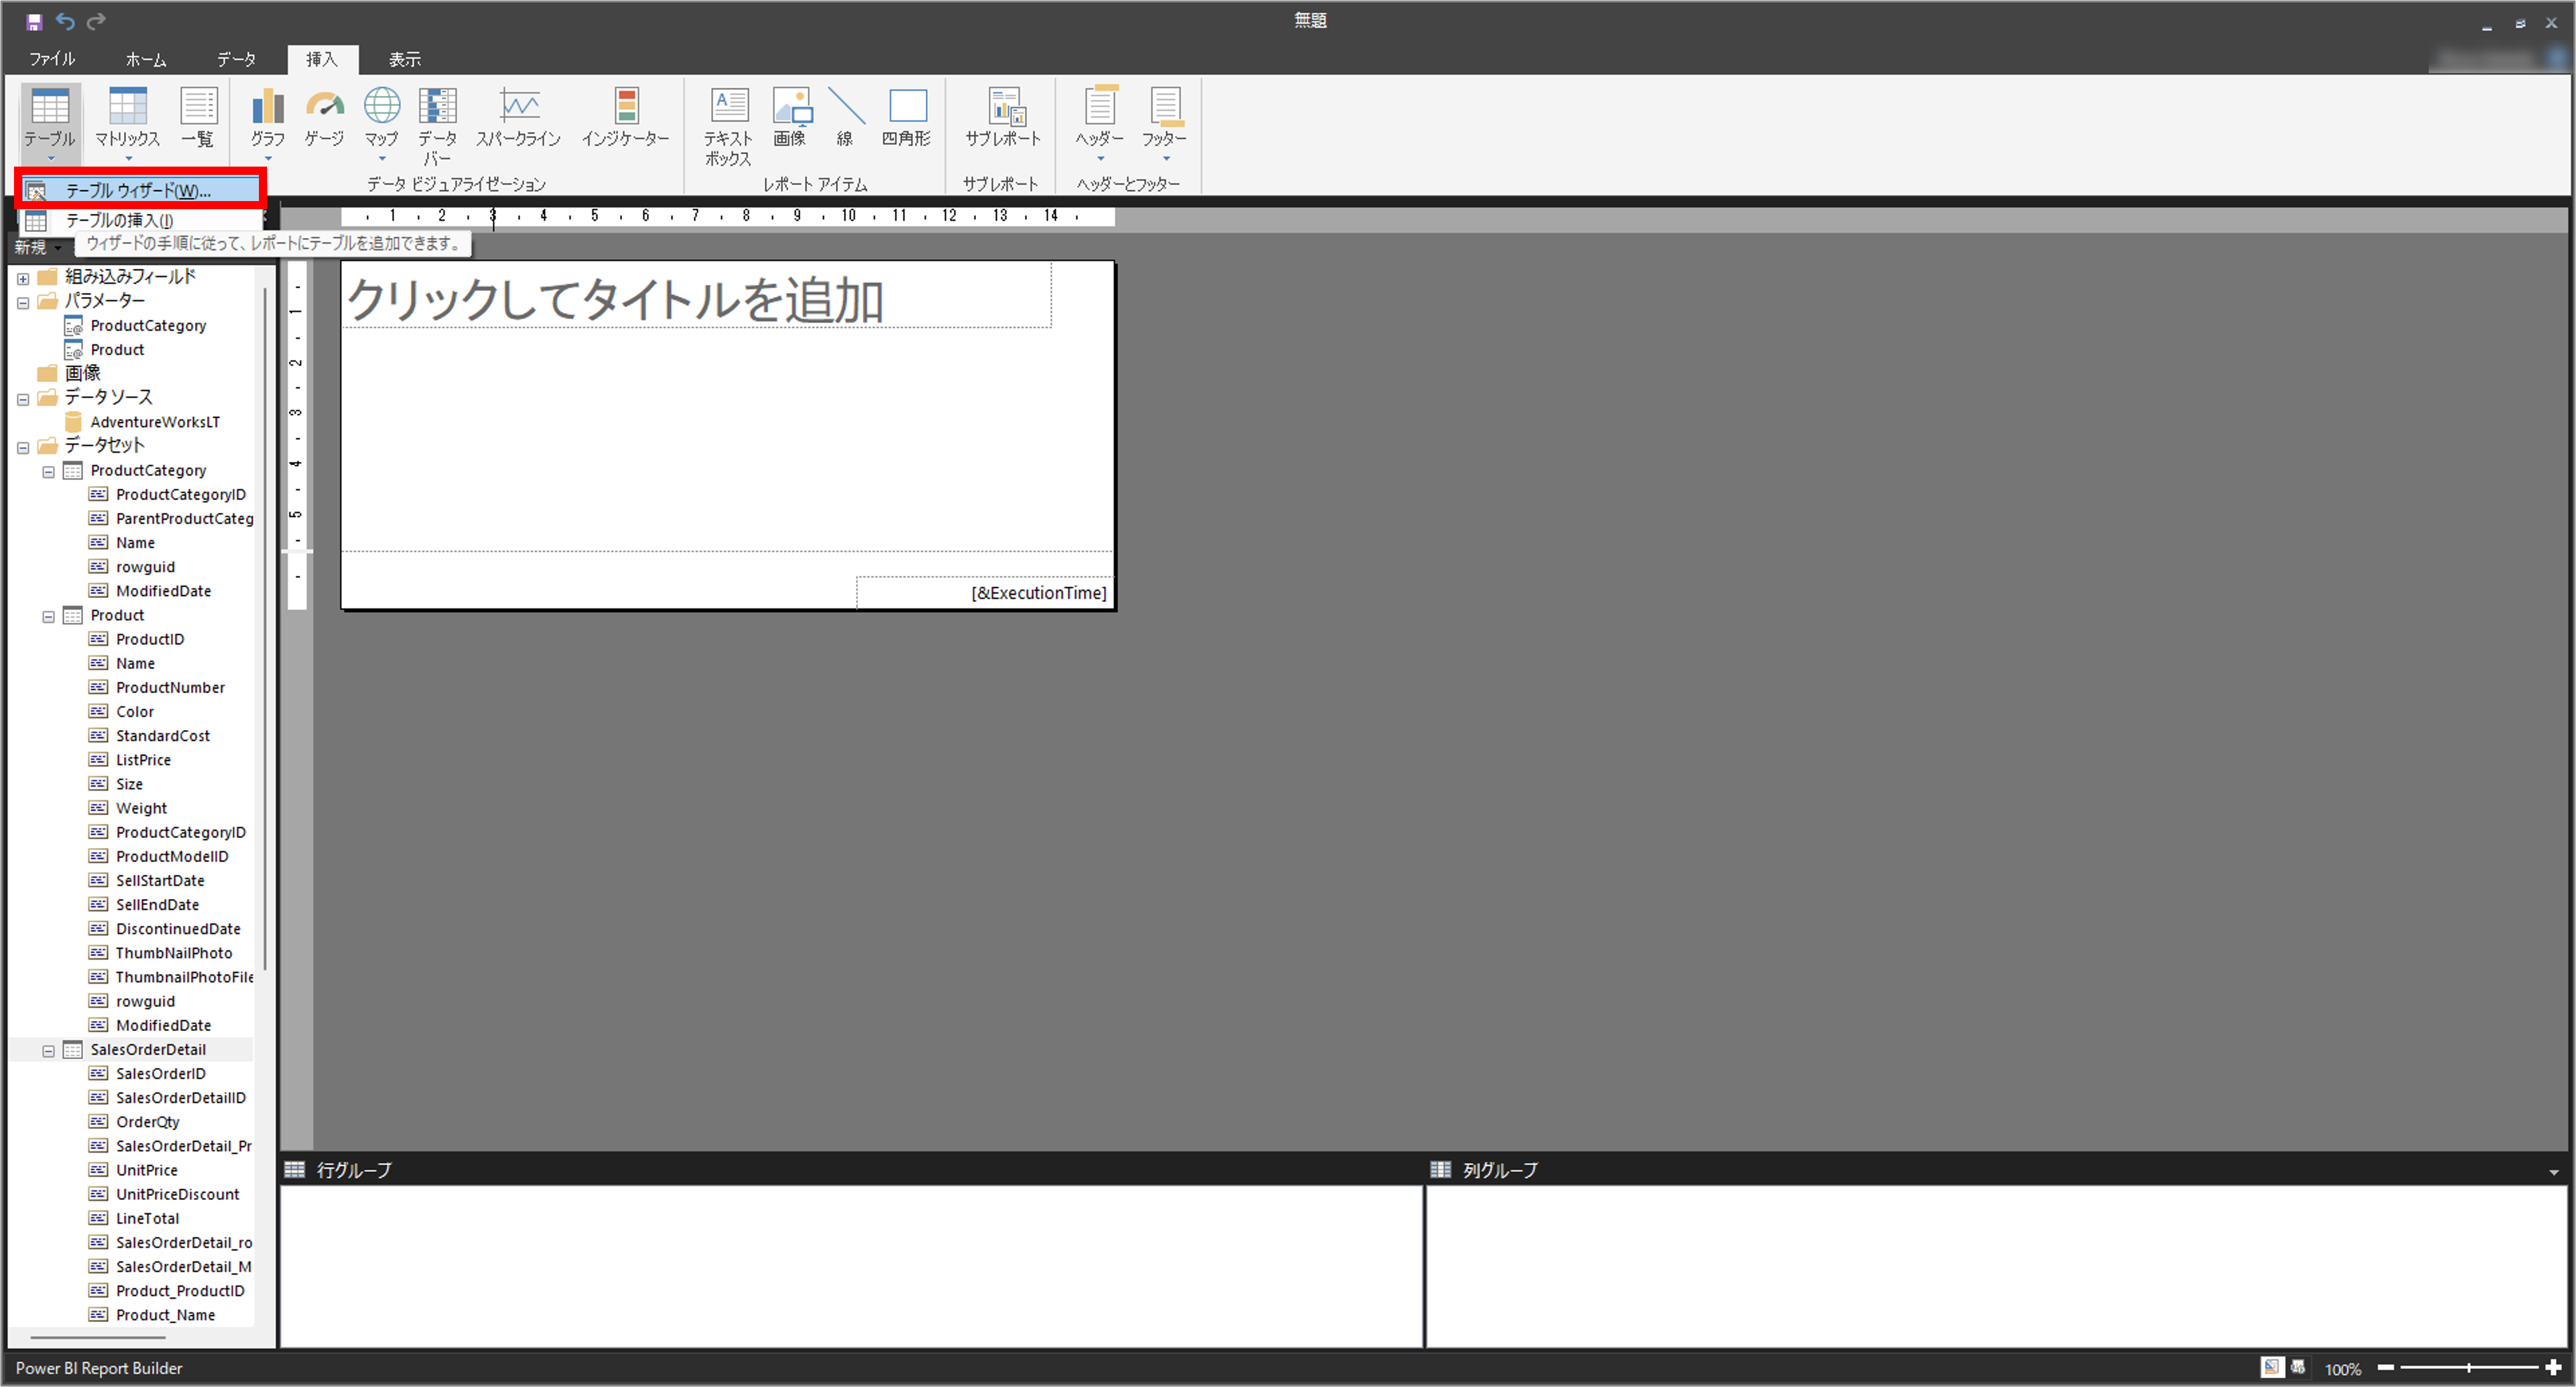 無題
ファイル ホーム データ 挿入 表示
テーブル マトリックス 一覧 グラフ ゲージ マップ データ バー スパークライン インジケーター テキスト ボックス 画像 線 四角形 サブレポート ヘッダー フッター
データ ビジュアライゼーション レポート アイテム サブレポート ヘッダーとフッター
テーブル ウィザード(W)...
テーブルの挿入(I)
ウィザードの手順に従って、レポートにテーブルを追加できます。
新規
1 2 3 4 5 6 7 8 9 10 11 12 13 14
組み込みフィールド
パラメーター
ProductCategory
Product
画像
データ ソース
AdventureWorksLT
データセット
ProductCategory
ProductCategoryID
ParentProductCateg
Name
rowguid
ModifiedDate
Product
ProductID
Name
ProductNumber
Color
StandardCost
ListPrice
Size
Weight
ProductCategoryID
ProductModelID
SellStartDate
SellEndDate
DiscontinuedDate
ThumbNailPhoto
ThumbnailPhotoFile
rowguid
ModifiedDate
SalesOrderDetail
SalesOrderID
SalesOrderDetailID
OrderQty
SalesOrderDetail_Pr
UnitPrice
UnitPriceDiscount
LineTotal
SalesOrderDetail_ro
SalesOrderDetail_M
Product_ProductID
Product_Name
1
2
3
4
5
クリックしてタイトルを追加
[&ExecutionTime]
行グループ
列グループ
Power BI Report Builder
100%